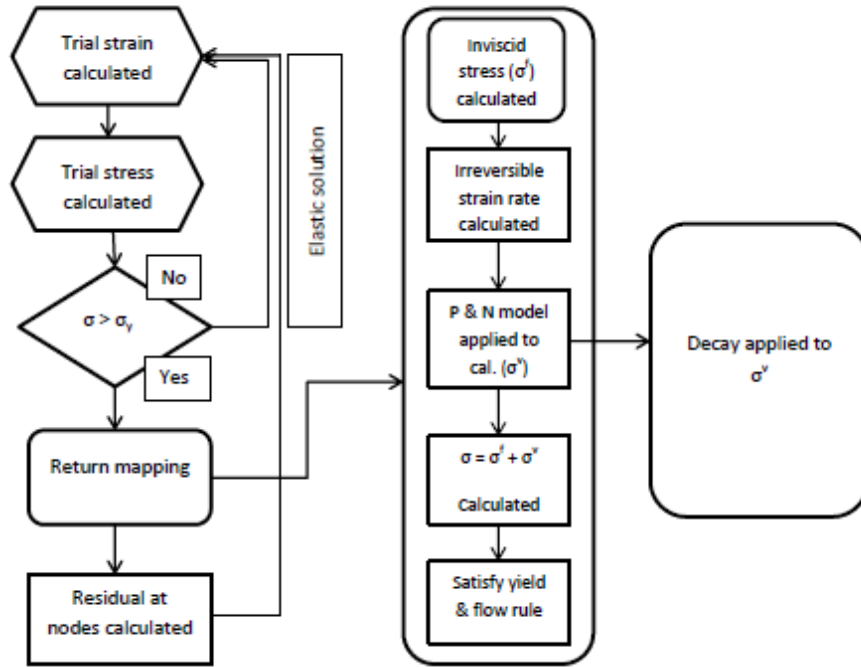 Trial strain
calculated
Trial stress
calculated
No
σ > σy
Yes
Return mapping
Residual at
nodes calculated
Elastic solution
Inviscid
stress (σf)
calculated
Irreversible
strain rate
calculated
P & N model
applied to
cal. (σv)
σ = σf + σv
Calculated
Satisfy yield
& flow rule
Decay applied to
σv